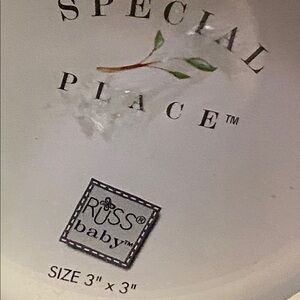 SPECIAL
PLACE™
RUSS®
baby™
SIZE 3" x 3"